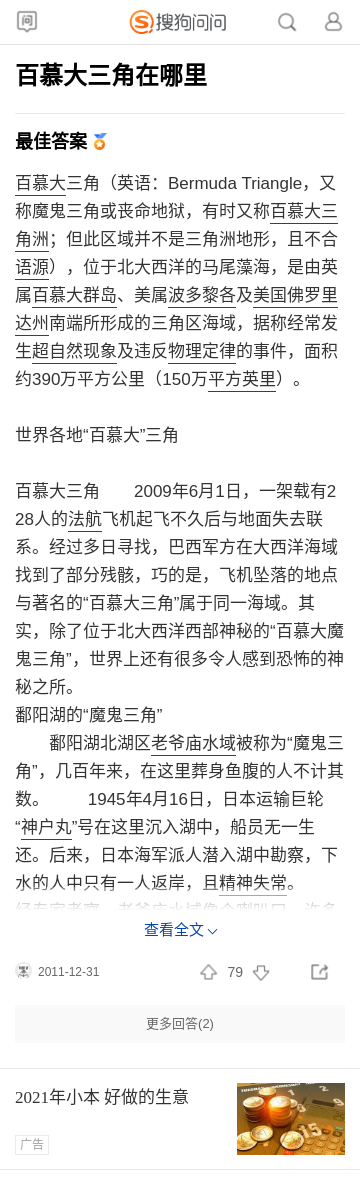 问
搜狗问问
百慕大三角在哪里
最佳答案
百慕大三角（英语：Bermuda Triangle，又
称魔鬼三角或丧命地狱，有时又称百慕大三
角洲；但此区域并不是三角洲地形，且不合
语源），位于北大西洋的马尾藻海，是由英
属百慕大群岛、美属波多黎各及美国佛罗里
达州南端所形成的三角区海域，据称经常发
生超自然现象及违反物理定律的事件，面积
约390万平方公里（150万平方英里）。
世界各地“百慕大”三角
百慕大三角　　2009年6月1日，一架载有2
28人的法航飞机起飞不久后与地面失去联
系。经过多日寻找，巴西军方在大西洋海域
找到了部分残骸，巧的是，飞机坠落的地点
与著名的“百慕大三角”属于同一海域。其
实，除了位于北大西洋西部神秘的“百慕大魔
鬼三角”，世界上还有很多令人感到恐怖的神
秘之所。
鄱阳湖的“魔鬼三角”
　　鄱阳湖北湖区老爷庙水域被称为“魔鬼三
角”，几百年来，在这里葬身鱼腹的人不计其
数。　　1945年4月16日，日本运输巨轮
“神户丸”号在这里沉入湖中，船员无一生
还。后来，日本海军派人潜入湖中勘察，下
水的人中只有一人返岸，且精神失常。
查看全文
2011-12-31
79
更多回答(2)
2021年小本 好做的生意
广告